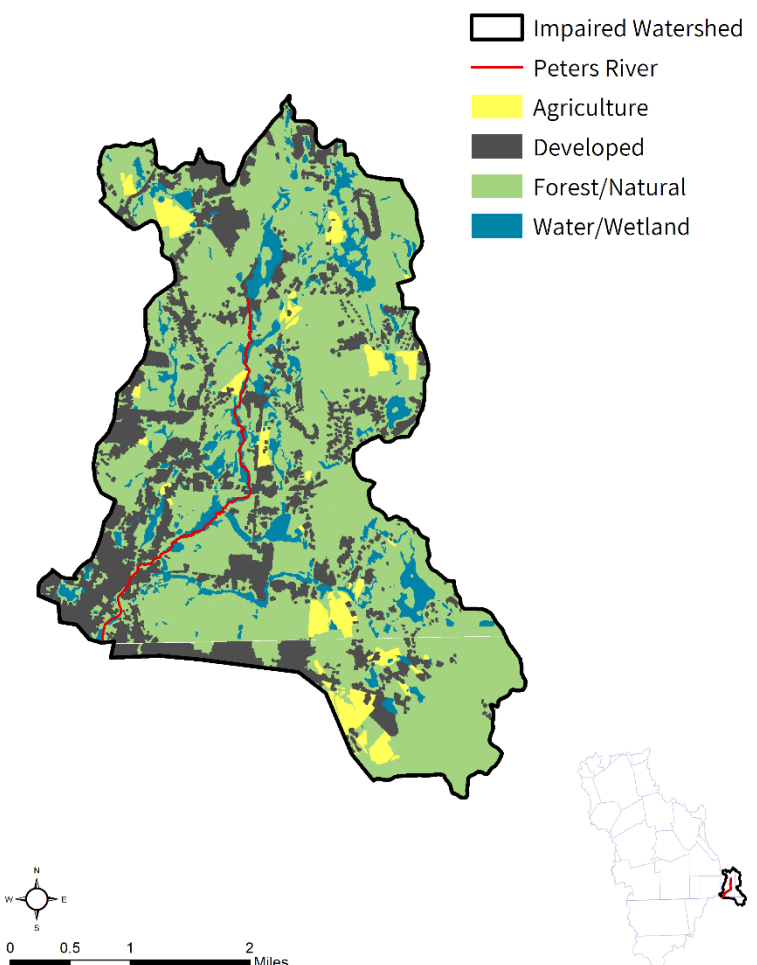 Impaired Watershed
Peters River
Agriculture
Developed
Forest/Natural
Water/Wetland
N
W E
S
0 0.5 1 2
Miles